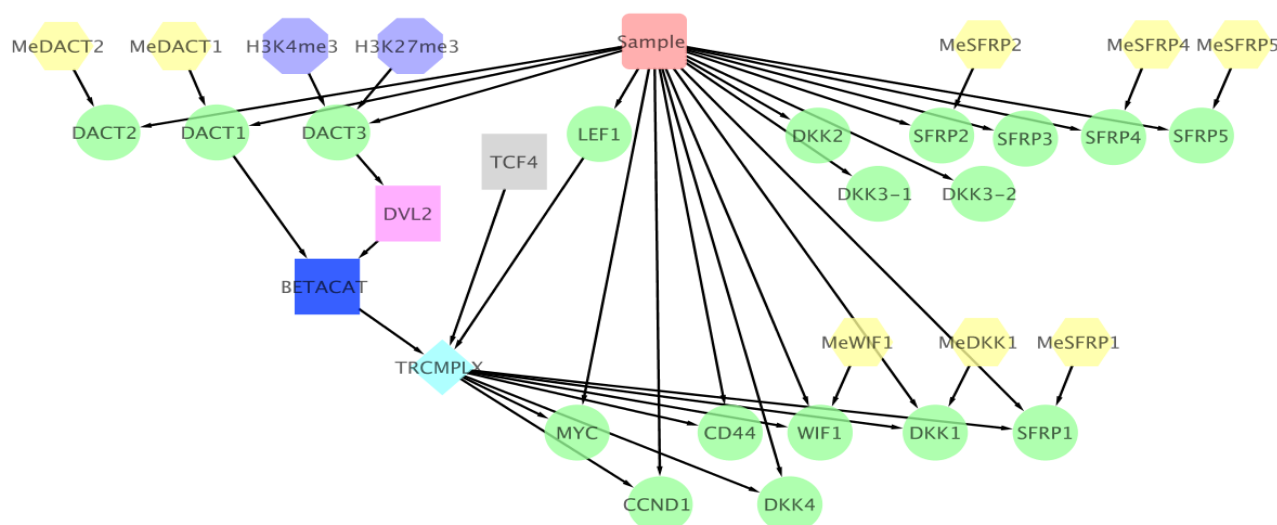 MeDACT2
MeDACT1
H3K4me3
H3K27me3
Sample
MeSFRP2
MeSFRP4
MeSFRP5
DACT2
DACT1
DACT3
LEF1
DKK2
SFRP2
SFRP3
SFRP4
SFRP5
TCF4
DKK3-1
DKK3-2
DVL2
BETACAT
MeWIF1
MeDKK1
MeSFRP1
TRCMPLX
MYC
CD44
WIF1
DKK1
SFRP1
CCND1
DKK4